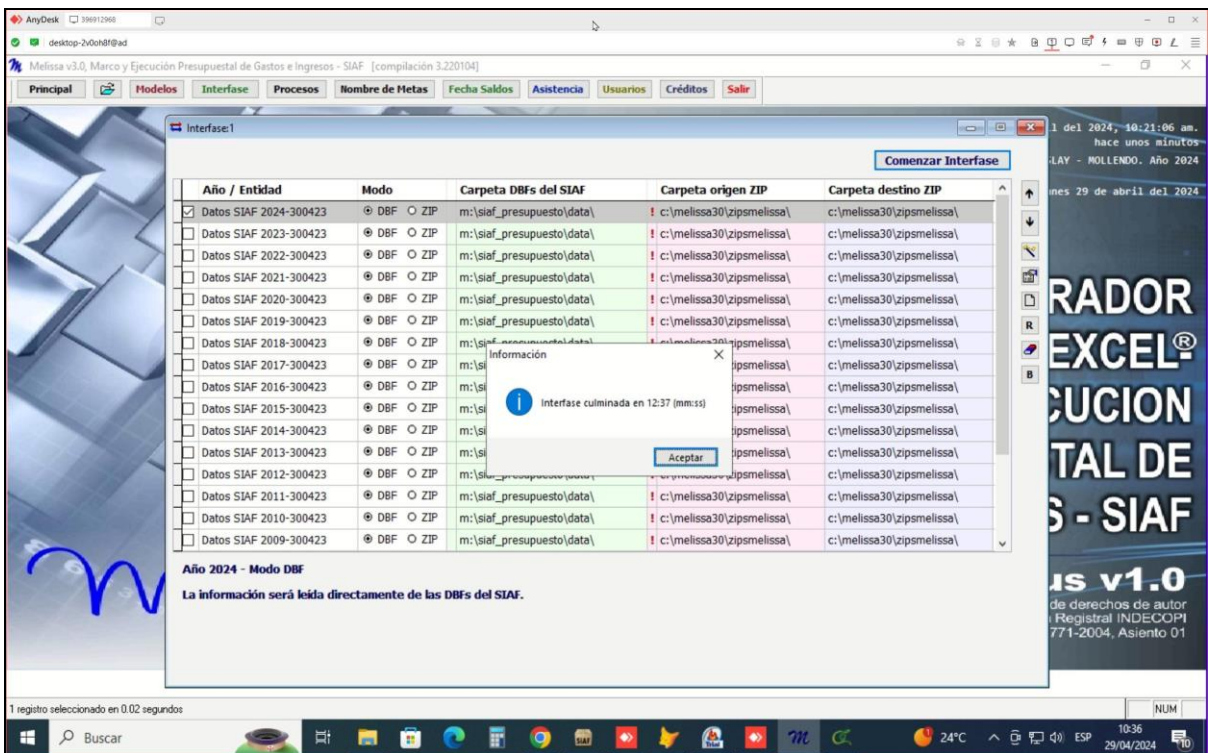 AnyDesk 396912968
desktop-2v0oh8f@ad
Melissa v3.0, Marco y Ejecución Presupuestal de Gastos e Ingresos - SIAF [compilación 3.220104]
Principal Modelos Interfase Procesos Nombre de Metas Fecha Saldos Asistencia Usuarios Créditos Salir
Interfase:1
l del 2024, 10:21:06 am.
hace unos minutos
LAY - MOLLENDO. Año 2024
nes 29 de abril del 2024
Comenzar Interfase
Año / Entidad Modo Carpeta DBFs del SIAF Carpeta origen ZIP Carpeta destino ZIP
Datos SIAF 2024-300423 DBF ZIP m:\siaf_presupuesto\data\ ! c:\melissa30\zipsmelissa\ c:\melissa30\zipsmelissa\
Datos SIAF 2023-300423 DBF ZIP m:\siaf_presupuesto\data\ ! c:\melissa30\zipsmelissa\ c:\melissa30\zipsmelissa\
Datos SIAF 2022-300423 DBF ZIP m:\siaf_presupuesto\data\ ! c:\melissa30\zipsmelissa\ c:\melissa30\zipsmelissa\
Datos SIAF 2021-300423 DBF ZIP m:\siaf_presupuesto\data\ ! c:\melissa30\zipsmelissa\ c:\melissa30\zipsmelissa\
Datos SIAF 2020-300423 DBF ZIP m:\siaf_presupuesto\data\ ! c:\melissa30\zipsmelissa\ c:\melissa30\zipsmelissa\
Datos SIAF 2019-300423 DBF ZIP m:\siaf_presupuesto\data\ ! c:\melissa30\zipsmelissa\ c:\melissa30\zipsmelissa\
Datos SIAF 2018-300423 DBF ZIP m:\siaf_presupuesto\data\ ! c:\melissa30\zipsmelissa\ c:\melissa30\zipsmelissa\
Datos SIAF 2017-300423 DBF ZIP m:\si ipsmelissa\ c:\melissa30\zipsmelissa\
Datos SIAF 2016-300423 DBF ZIP m:\si ipsmelissa\ c:\melissa30\zipsmelissa\
Datos SIAF 2015-300423 DBF ZIP m:\si ipsmelissa\ c:\melissa30\zipsmelissa\
Datos SIAF 2014-300423 DBF ZIP m:\si ipsmelissa\ c:\melissa30\zipsmelissa\
Datos SIAF 2013-300423 DBF ZIP m:\si ipsmelissa\ c:\melissa30\zipsmelissa\
Datos SIAF 2012-300423 DBF ZIP m:\siaf_presupuesto\data\ ! c:\melissa30\zipsmelissa\ c:\melissa30\zipsmelissa\
Datos SIAF 2011-300423 DBF ZIP m:\siaf_presupuesto\data\ ! c:\melissa30\zipsmelissa\ c:\melissa30\zipsmelissa\
Datos SIAF 2010-300423 DBF ZIP m:\siaf_presupuesto\data\ ! c:\melissa30\zipsmelissa\ c:\melissa30\zipsmelissa\
Datos SIAF 2009-300423 DBF ZIP m:\siaf_presupuesto\data\ ! c:\melissa30\zipsmelissa\ c:\melissa30\zipsmelissa\
Información
Interfase culminada en 12:37 (mm:ss)
Aceptar
R
B
RADOR
EXCEL®
CUCION
TAL DE
S - SIAF
us v1.0
de derechos de autor
Registral INDECOPI
771-2004, Asiento 01
Año 2024 - Modo DBF
La información será leída directamente de las DBFs del SIAF.
1 registro seleccionado en 0.02 segundos
NUM
Buscar
SIAF
Trial
24°C
ESP
10:36
29/04/2024